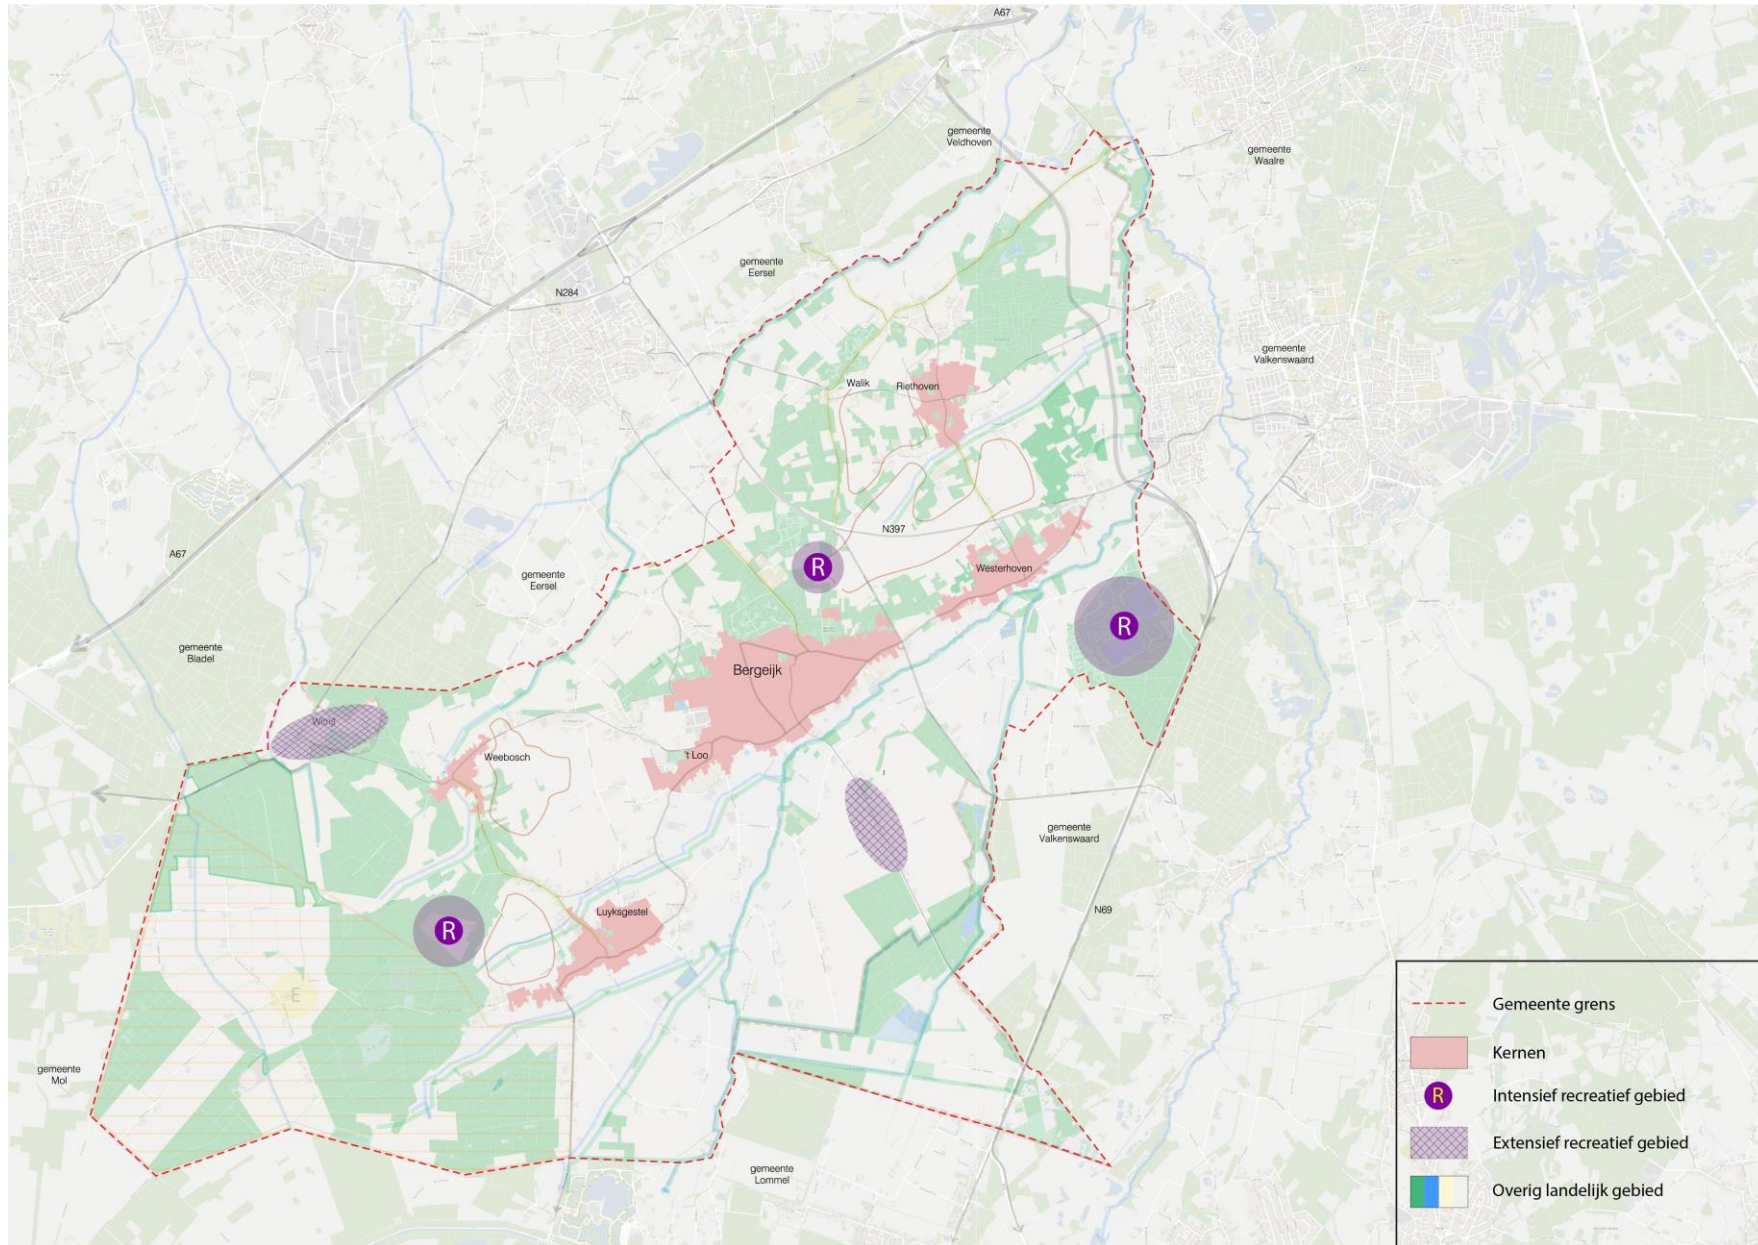 A67
gemeente
Veldhoven
gemeente
Waalre
gemeente
Eersel
N284
gemeente
Valkenswaard
Walik
Riethoven
N397
A67
gemeente
Eersel
Westerhoven
R
R
gemeente
Bladel
Bergeijk
Weebosch
't Loo
gemeente
Valkenswaard
Luyksgestel
N69
R
E
gemeente
Mol
gemeente
Lommel
Gemeente grens
Kernen
R Intensief recreatief gebied
Extensief recreatief gebied
Overig landelijk gebied